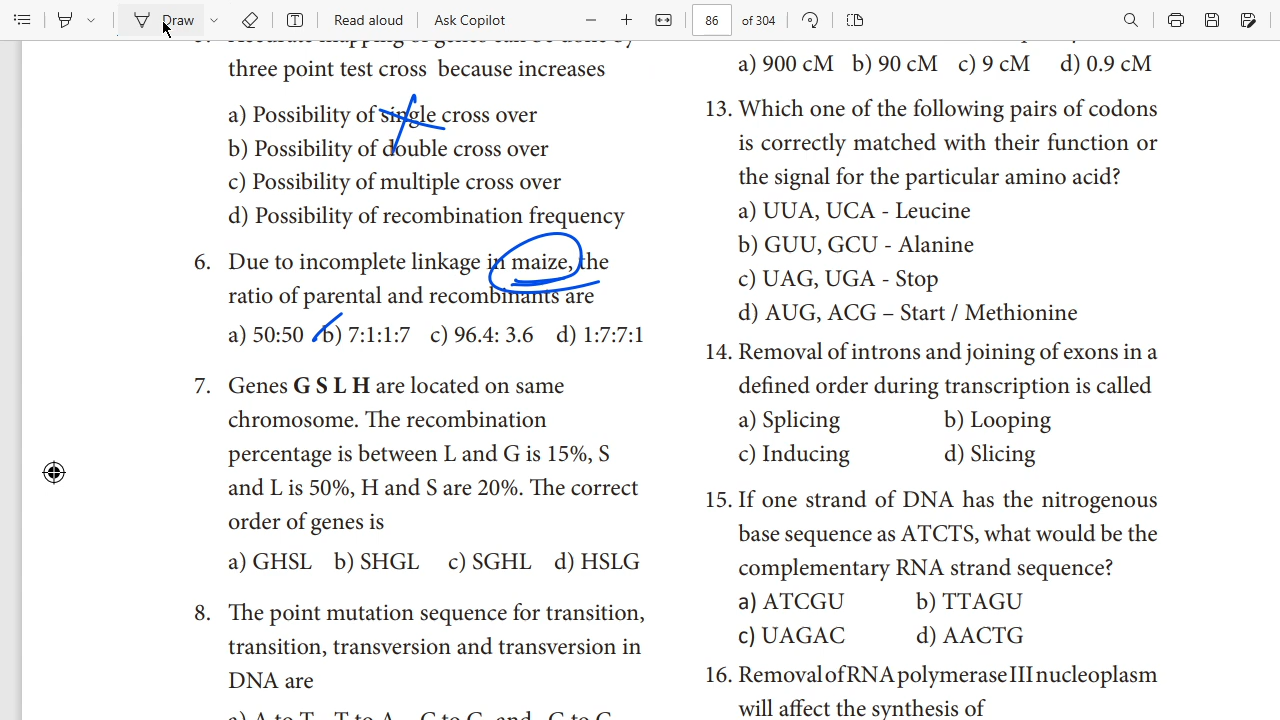 Draw
Read aloud
Ask Copilot
86
of 304
three point test cross because increases
a) Possibility of single cross over
b) Possibility of double cross over
c) Possibility of multiple cross over
d) Possibility of recombination frequency
6. Due to incomplete linkage in maize, the
ratio of parental and recombinants are
a) 50:50 b) 7:1:1:7 c) 96.4: 3.6 d) 1:7:7:1
7. Genes G S L H are located on same
chromosome. The recombination
percentage is between L and G is 15%, S
and L is 50%, H and S are 20%. The correct
order of genes is
a) GHSL b) SHGL c) SGHL d) HSLG
8. The point mutation sequence for transition,
transition, transversion and transversion in
DNA are
a) 900 cM b) 90 cM c) 9 cM d) 0.9 cM
13. Which one of the following pairs of codons
is correctly matched with their function or
the signal for the particular amino acid?
a) UUA, UCA - Leucine
b) GUU, GCU - Alanine
c) UAG, UGA - Stop
d) AUG, ACG – Start / Methionine
14. Removal of introns and joining of exons in a
defined order during transcription is called
a) Splicing b) Looping
c) Inducing d) Slicing
15. If one strand of DNA has the nitrogenous
base sequence as ATCTS, what would be the
complementary RNA strand sequence?
a) ATCGU b) TTAGU
c) UAGAC d) AACTG
16. Removal of RNA polymerase III nucleoplasm
will affect the synthesis of